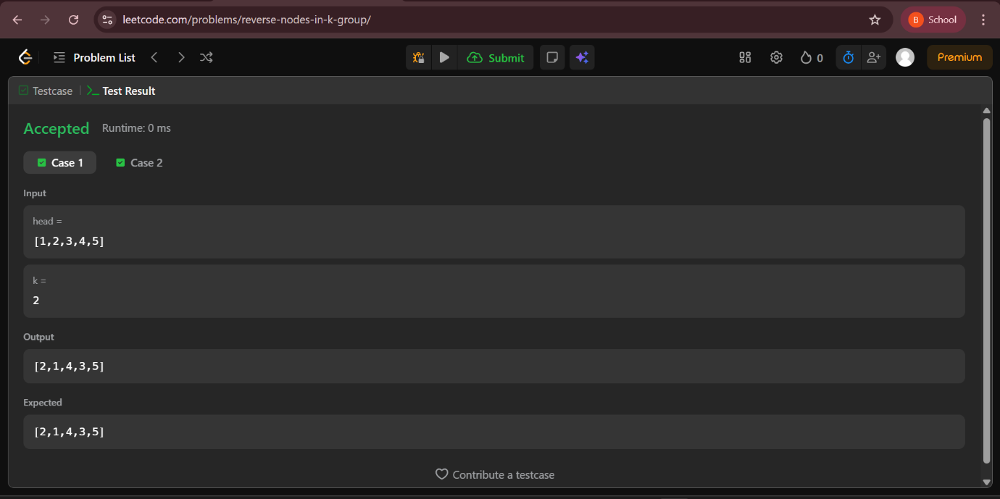 leetcode.com/problems/reverse-nodes-in-k-group/
B School
Problem List
Submit
0
Premium
Testcase
Test Result
Accepted Runtime: 0 ms
Case 1 Case 2
Input
head =
[1,2,3,4,5]
k =
2
Output
[2,1,4,3,5]
Expected
[2,1,4,3,5]
Contribute a testcase